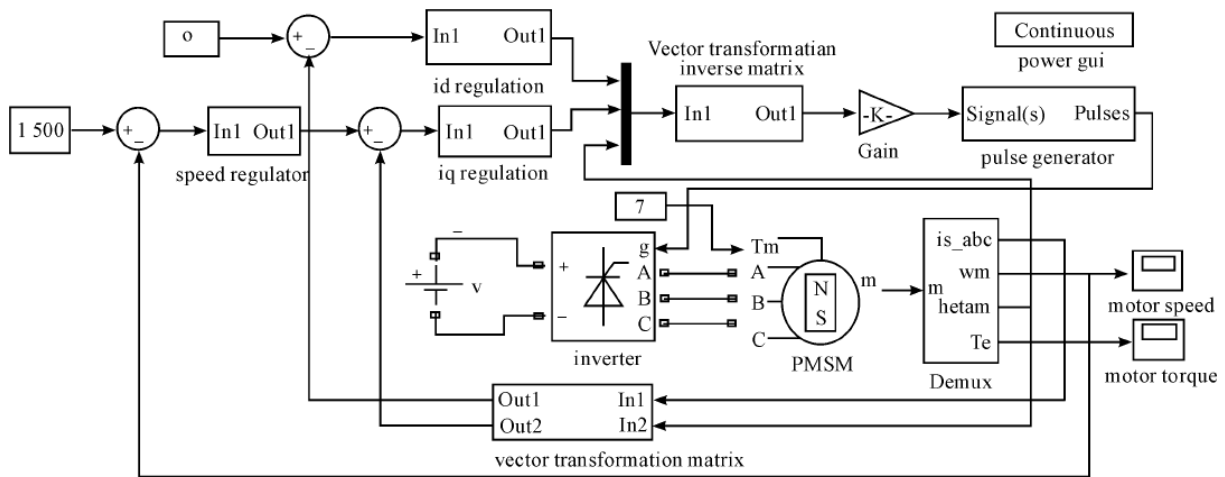 o
+
−
In1 Out1
id regulation
Vector transformatian
inverse matrix
Continuous
power gui
1 500
+
−
In1 Out1
speed regulator
+
−
In1 Out1
iq regulation
In1 Out1
-K-
Gain
Signal(s) Pulses
pulse generator
7
−
+
v
+
−
g
A
B
C
inverter
Tm
A
B
C
N
S
m
PMSM
m
is_abc
wm
hetam
Te
Demux
motor speed
motor torque
Out1 In1
Out2 In2
vector transformation matrix